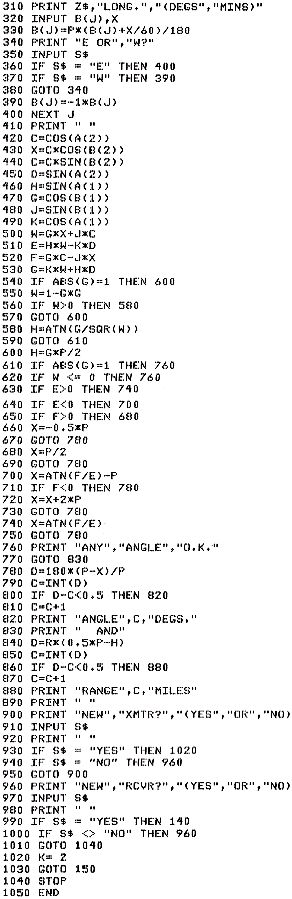 310 PRINT Z$,"LONG.","(DEGS","MINS)
320 INPUT B(J),X
330 B(J)=P*(B(J)+X/60)/180
340 PRINT "E OR","W?"
350 INPUT S$
360 IF S$ = "E" THEN 400
370 IF S$ = "W" THEN 390
380 GOTO 340
390 B(J)=-1*B(J)
400 NEXT J
410 PRINT " "
420 C=COS(A(2))
430 X=C*COS(B(2))
440 C=C*SIN(B(2))
450 D=SIN(A(2))
460 H=SIN(A(1))
470 G=COS(B(1))
480 J=SIN(B(1))
490 K=COS(A(1))
500 W=G*X+J*C
510 E=H*W-K*D
520 F=G*C-J*X
530 G=K*W+H*D
540 IF ABS(G)=1 THEN 600
550 W=1-G*G
560 IF W>0 THEN 580
570 GOTO 600
580 H=ATN(G/SQR(W))
590 GOTO 610
600 H=G*P/2
610 IF ABS(G)=1 THEN 760
620 IF W <= 0 THEN 760
630 IF E>0 THEN 740
640 IF E<0 THEN 700
650 IF F>0 THEN 680
660 X=-0.5*P
670 GOTO 780
680 X=P/2
690 GOTO 780
700 X=ATN(F/E)-P
710 IF F<0 THEN 780
720 X=X+2*P
730 GOTO 780
740 X=ATN(F/E)
750 GOTO 780
760 PRINT "ANY","ANGLE","O.K."
770 GOTO 830
780 D=180*(P-X)/P
790 C=INT(D)
800 IF D-C<0.5 THEN 820
810 C=C+1
820 PRINT "ANGLE",C,"DEGS."
830 PRINT "  AND"
840 D=R*(0.5*P-H)
850 C=INT(D)
860 IF D-C<0.5 THEN 880
870 C=C+1
880 PRINT "RANGE",C,"MILES"
890 PRINT " "
900 PRINT "NEW","XMTR?","(YES","OR","NO)
910 INPUT S$
920 PRINT " "
930 IF S$ = "YES" THEN 1020
940 IF S$ = "NO" THEN 960
950 GOTO 900
960 PRINT "NEW","RCVR?","(YES","OR","NO)
970 INPUT S$
980 PRINT " "
990 IF S$ = "YES" THEN 140
1000 IF S$ <> "NO" THEN 960
1010 GOTO 1040
1020 K= 2
1030 GOTO 150
1040 STOP
1050 END